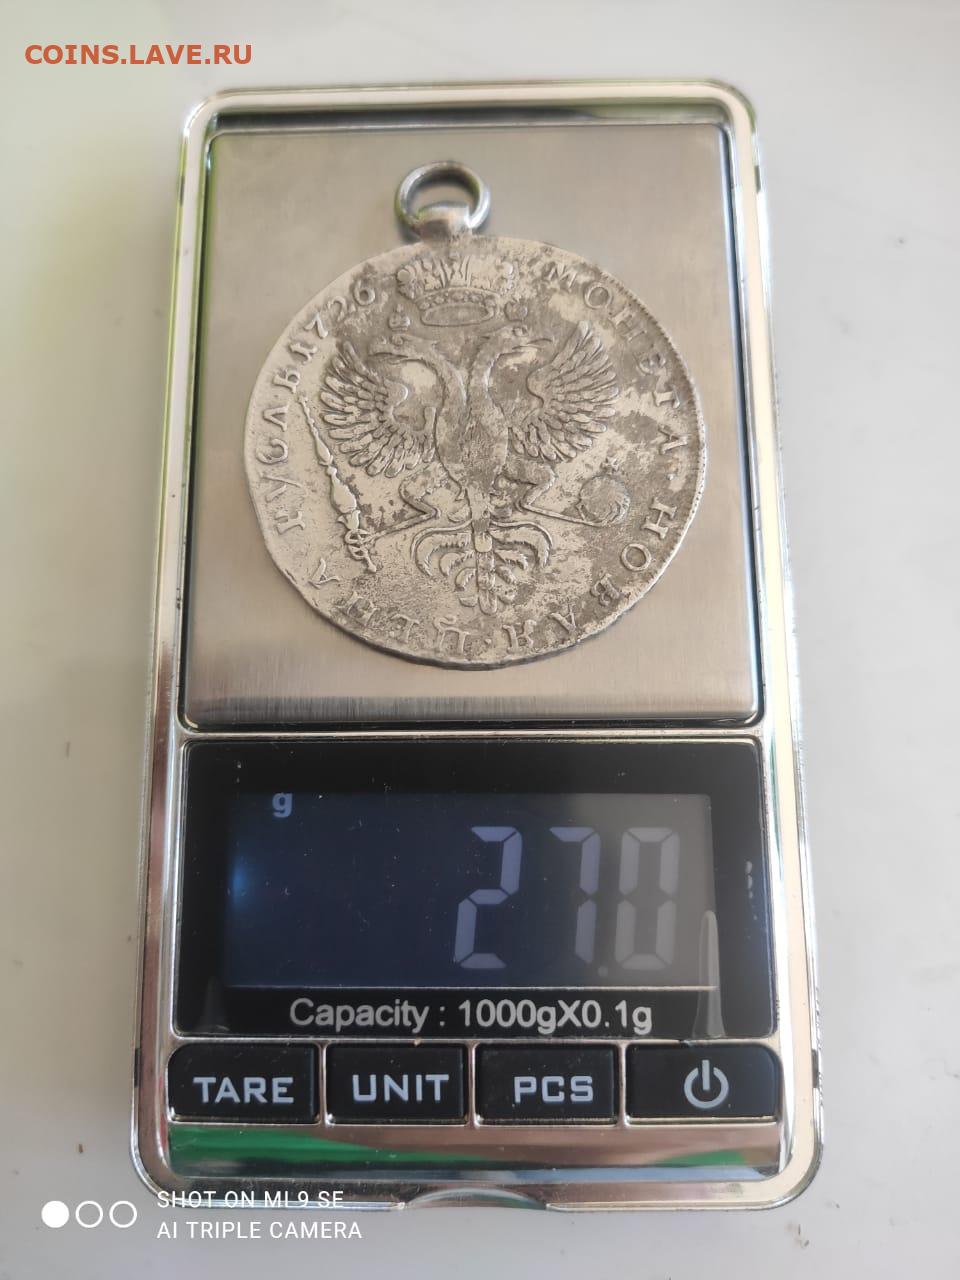 COINS.LAVE.RU
МОНЕТА·НОВАЯ·ЦЕНА РУБЛЬ 1726
g
27.0
Capacity : 1000gX0.1g
TARE UNIT PCS
SHOT ON MI 9 SE
AI TRIPLE CAMERA